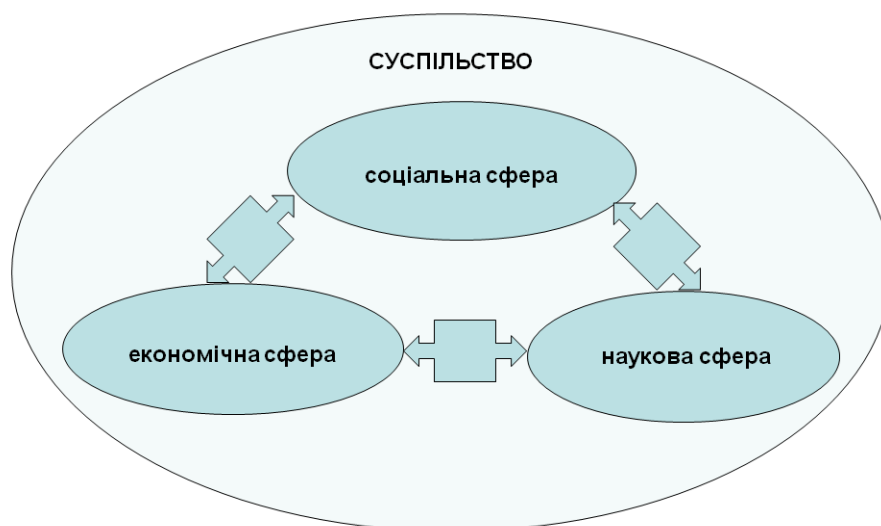 СУСПІЛЬСТВО
соціальна сфера
економічна сфера
наукова сфера